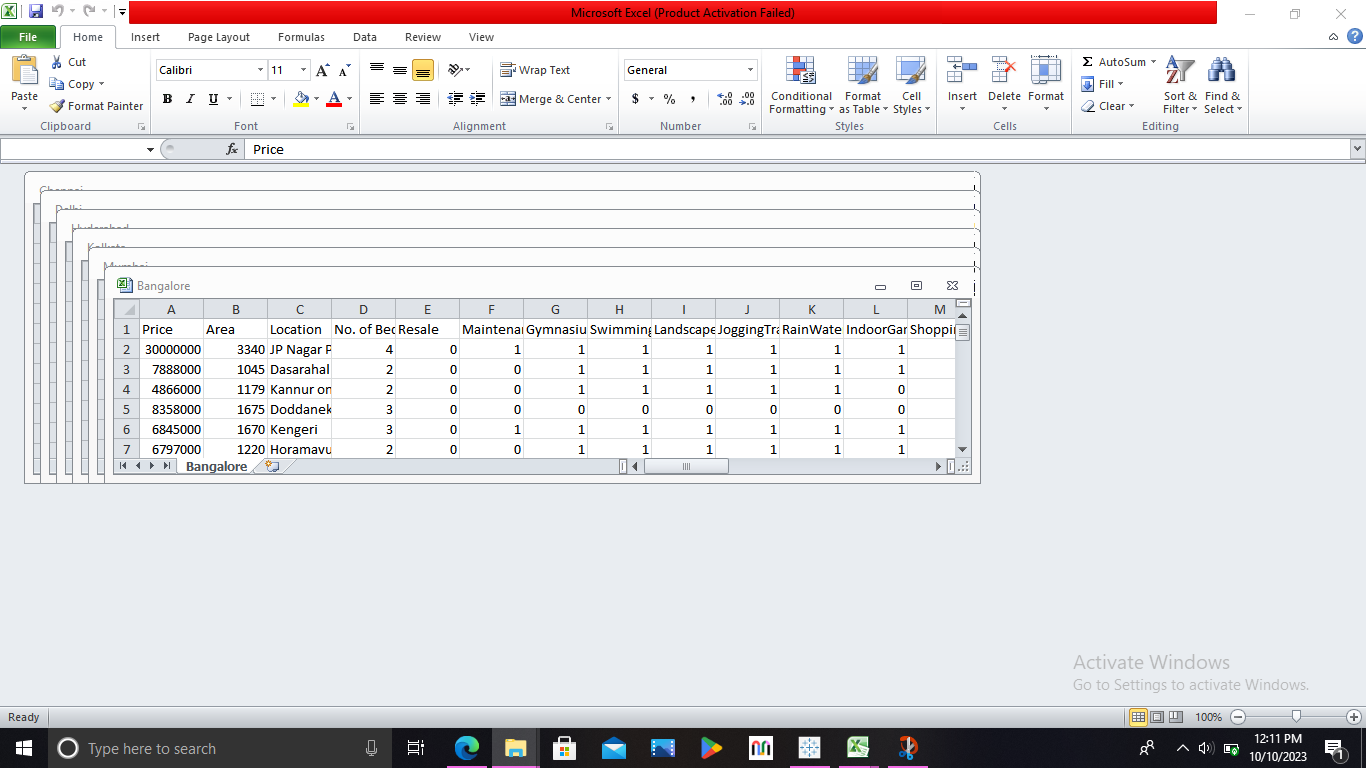 Microsoft Excel (Product Activation Failed)
File Home Insert Page Layout Formulas Data Review View
Paste
Cut
Copy
Format Painter
Clipboard
Calibri 11
B I U
Font
Wrap Text
Merge & Center
Alignment
General
$ % ,
Number
Conditional Formatting
Format as Table
Cell Styles
Styles
Insert Delete Format
Cells
AutoSum
Fill
Clear
Sort & Filter
Find & Select
Editing
fx Price
Chennai
Delhi
Hyderabad
Kolkata
Mumbai
Bangalore
A B C D E F G H I J K L M
1 Price Area Location No. of Bec Resale Maintenar Gymnasiu Swimming Landscape JoggingTra RainWate IndoorGar Shoppin
2 30000000 3340 JP Nagar P 4 0 1 1 1 1 1 1 1
3 7888000 1045 Dasarahal 2 0 0 1 1 1 1 1 1
4 4866000 1179 Kannur on 2 0 0 1 1 1 1 1 0
5 8358000 1675 Doddanek 3 0 0 0 0 0 0 0 0
6 6845000 1670 Kengeri 3 0 1 1 1 1 1 1 1
7 6797000 1220 Horamavu 2 0 0 1 1 1 1 1 1
Bangalore
Activate Windows
Go to Settings to activate Windows.
Ready 100%
Type here to search
12:11 PM
10/10/2023
1